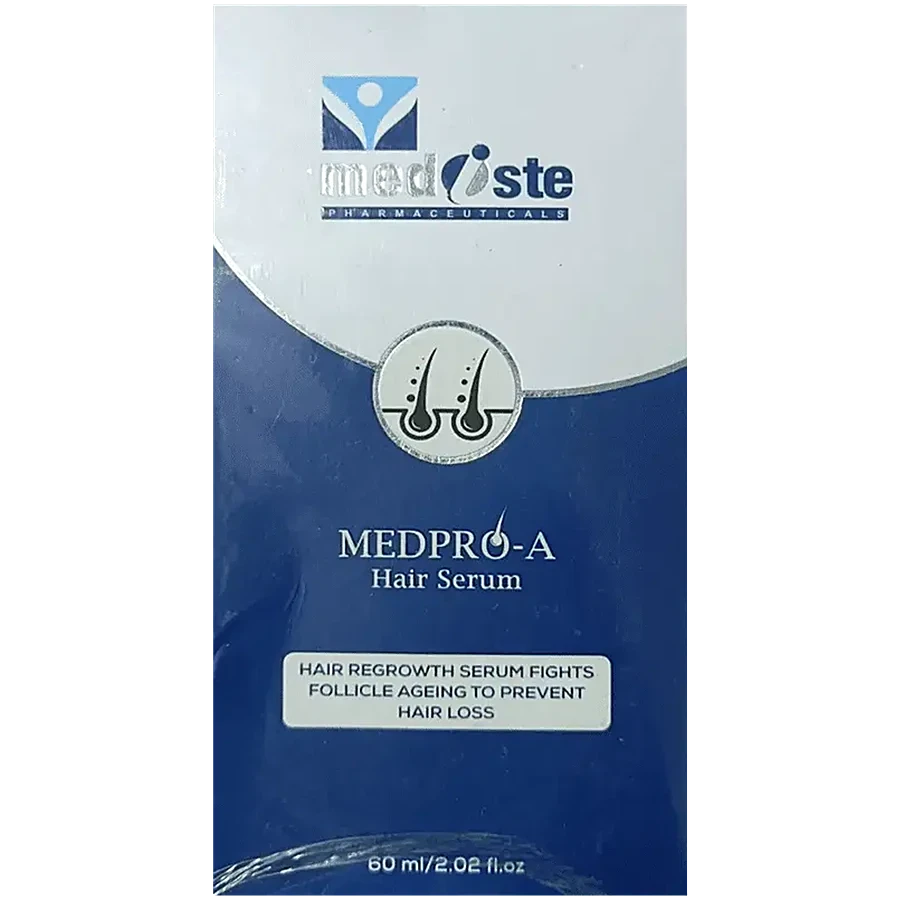 mediste
PHARMACEUTICALS
MEDPRO-A
Hair Serum
HAIR REGROWTH SERUM FIGHTS
FOLLICLE AGEING TO PREVENT
HAIR LOSS
60 ml/2.02 fl.oz